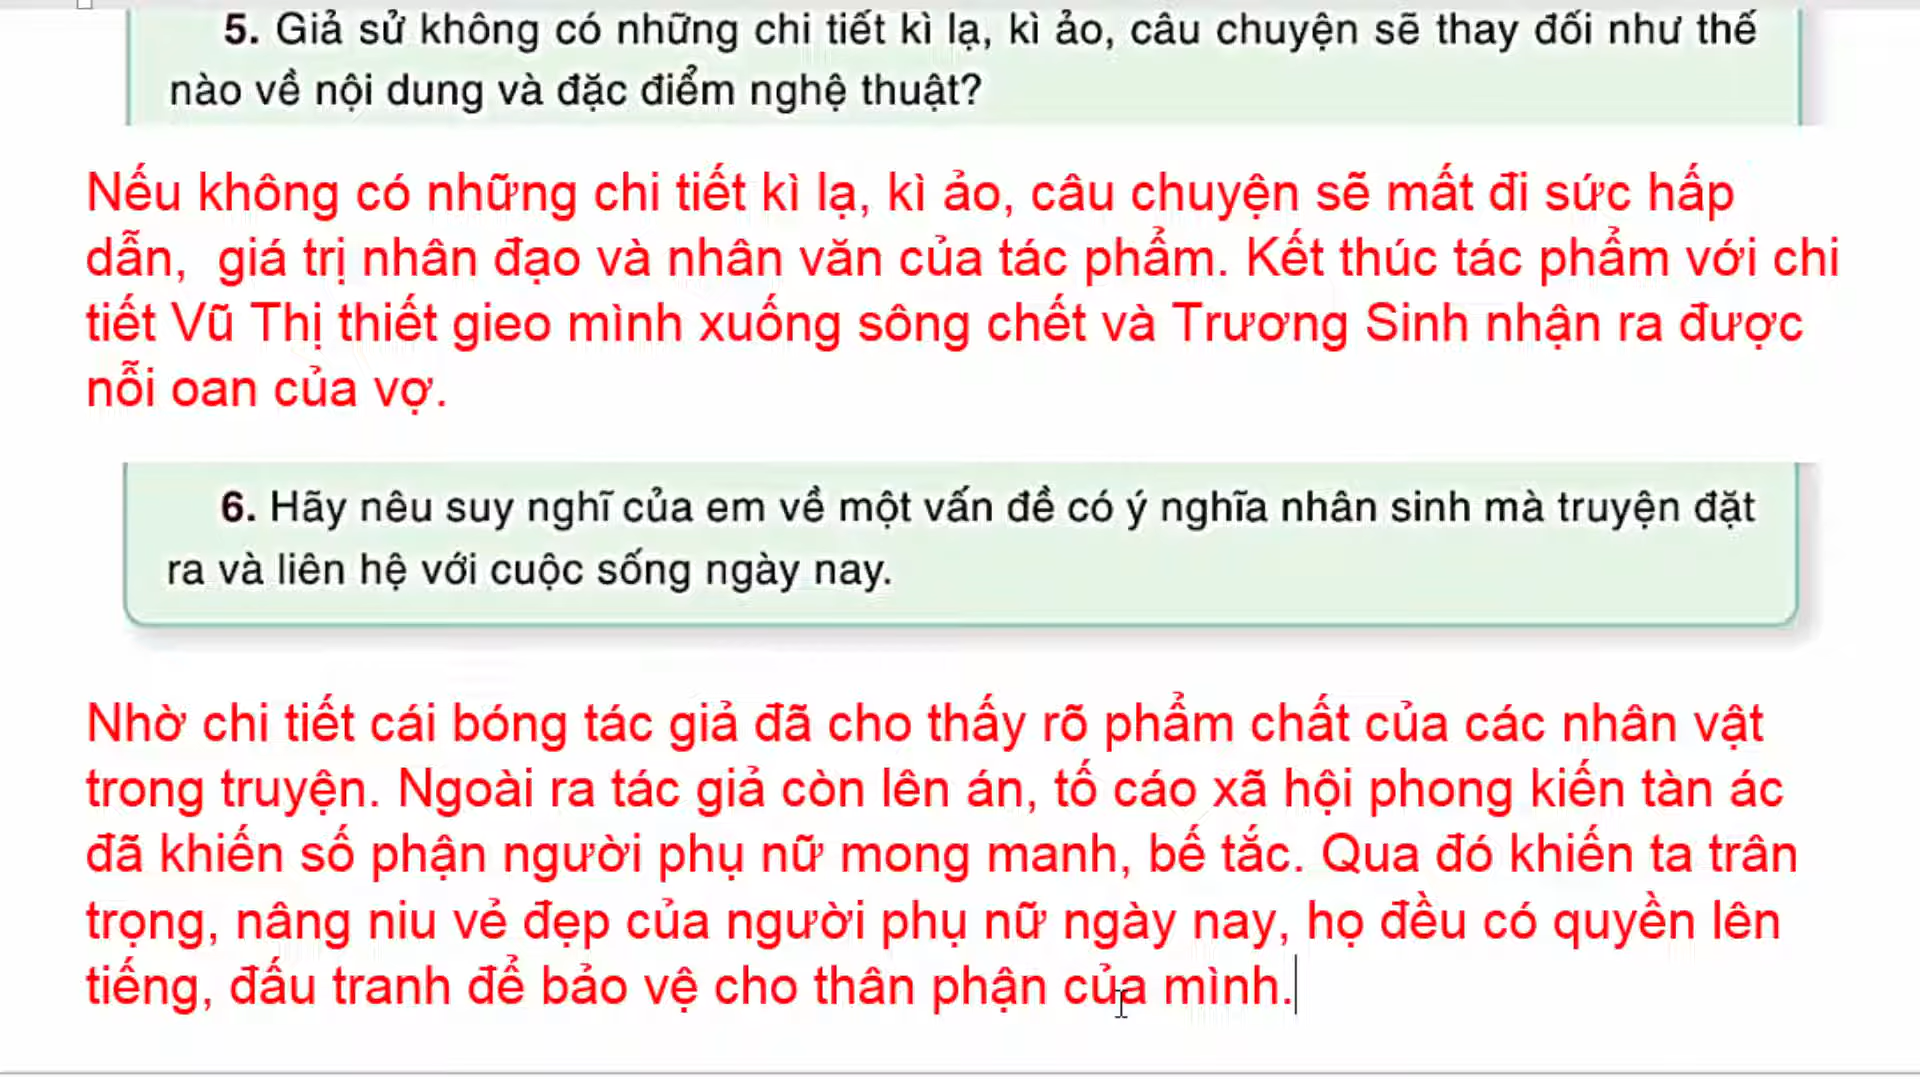 5. Giả sử không có những chi tiết kì lạ, kì ảo, câu chuyện sẽ thay đổi như thế
nào về nội dung và đặc điểm nghệ thuật?
Nếu không có những chi tiết kì lạ, kì ảo, câu chuyện sẽ mất đi sức hấp
dẫn, giá trị nhân đạo và nhân văn của tác phẩm. Kết thúc tác phẩm với chi
tiết Vũ Thị thiết gieo mình xuống sông chết và Trương Sinh nhận ra được
nỗi oan của vợ.
6. Hãy nêu suy nghĩ của em về một vấn đề có ý nghĩa nhân sinh mà truyện đặt
ra và liên hệ với cuộc sống ngày nay.
Nhờ chi tiết cái bóng tác giả đã cho thấy rõ phẩm chất của các nhân vật
trong truyện. Ngoài ra tác giả còn lên án, tố cáo xã hội phong kiến tàn ác
đã khiến số phận người phụ nữ mong manh, bế tắc. Qua đó khiến ta trân
trọng, nâng niu vẻ đẹp của người phụ nữ ngày nay, họ đều có quyền lên
tiếng, đấu tranh để bảo vệ cho thân phận của mình.